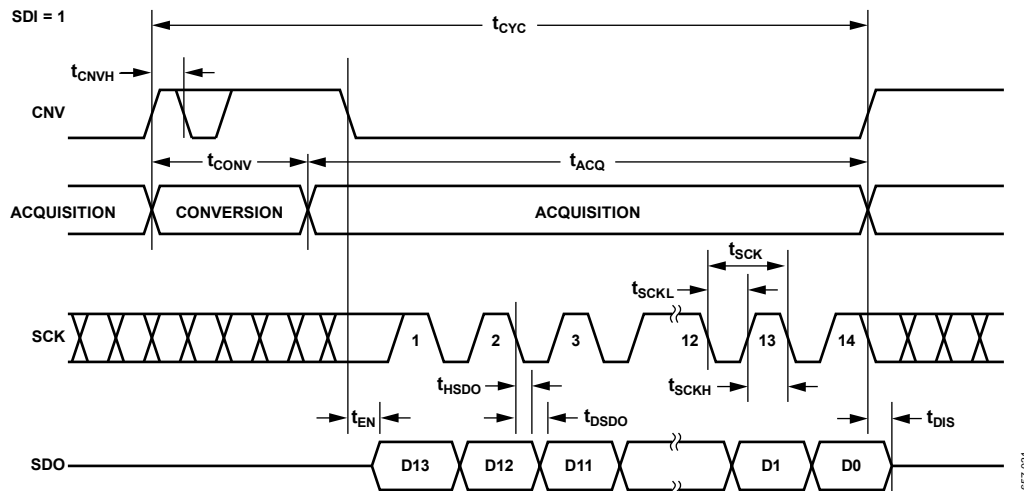 SDI = 1
tCYC
tCNVH
CNV
tCONV
tACQ
ACQUISITION
CONVERSION
ACQUISITION
tSCK
tSCKL
SCK
1
2
3
12
13
14
tHSDO
tSCKH
tEN
tDSDO
tDIS
SDO
D13
D12
D11
D1
D0